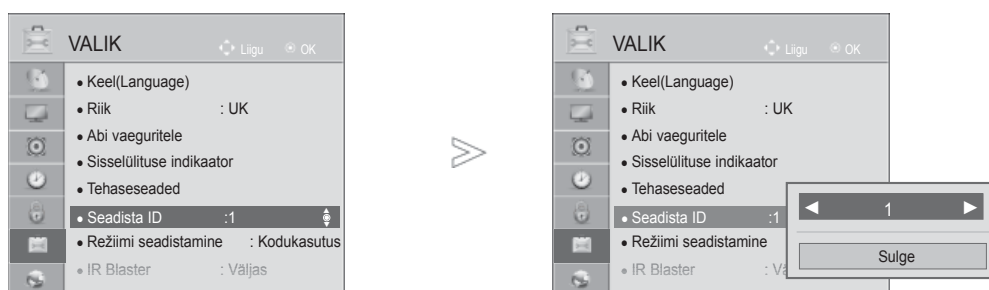 VALIK
Liigu OK
• Keel(Language)
• Riik : UK
• Abi vaeguritele
• Sisselülituse indikaator
• Tehaseseaded
• Seadista ID :1
• Režiimi seadistamine : Kodukasutus
• IR Blaster : Väljas
VALIK
Liigu OK
• Keel(Language)
• Riik : UK
• Abi vaeguritele
• Sisselülituse indikaator
• Tehaseseaded
• Seadista ID :1
• Režiimi seadistamine
• IR Blaster
◄ 1 ►
Sulge